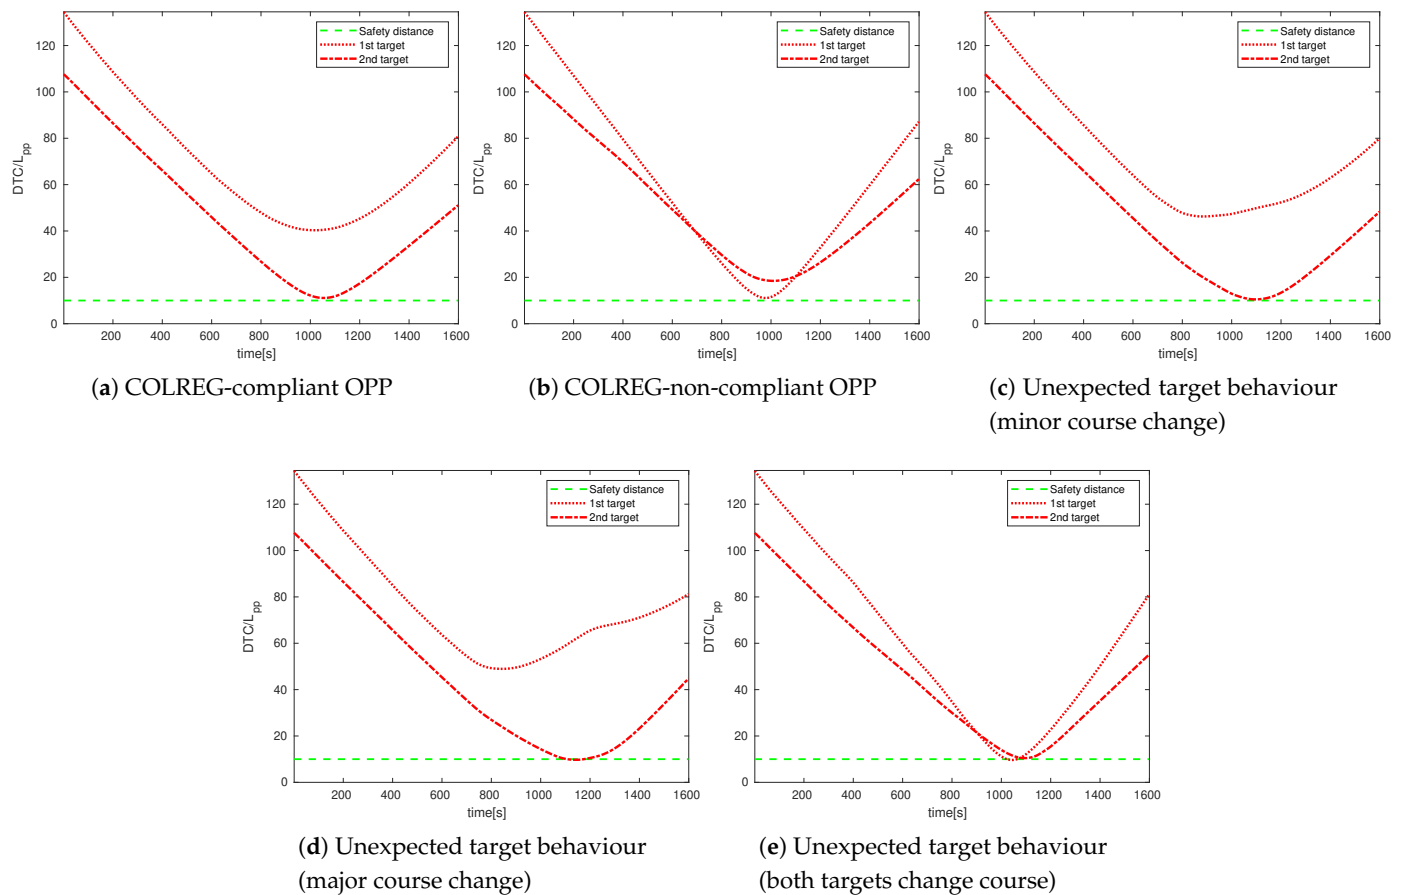 120
100
80
60
40
20
0
DTC/Lpp
Safety distance
1st target
2nd target
200 400 600 800 1000 1200 1400 1600
time[s]
(a) COLREG-compliant OPP
120
100
80
60
40
20
0
DTC/Lpp
Safety distance
1st target
2nd target
200 400 600 800 1000 1200 1400 1600
time[s]
(b) COLREG-non-compliant OPP
120
100
80
60
40
20
0
DTC/Lpp
Safety distance
1st target
2nd target
200 400 600 800 1000 1200 1400 1600
time[s]
(c) Unexpected target behaviour
(minor course change)
120
100
80
60
40
20
0
DTC/Lpp
Safety distance
1st target
2nd target
200 400 600 800 1000 1200 1400 1600
time[s]
(d) Unexpected target behaviour
(major course change)
120
100
80
60
40
20
0
DTC/Lpp
Safety distance
1st target
2nd target
200 400 600 800 1000 1200 1400 1600
time[s]
(e) Unexpected target behaviour
(both targets change course)